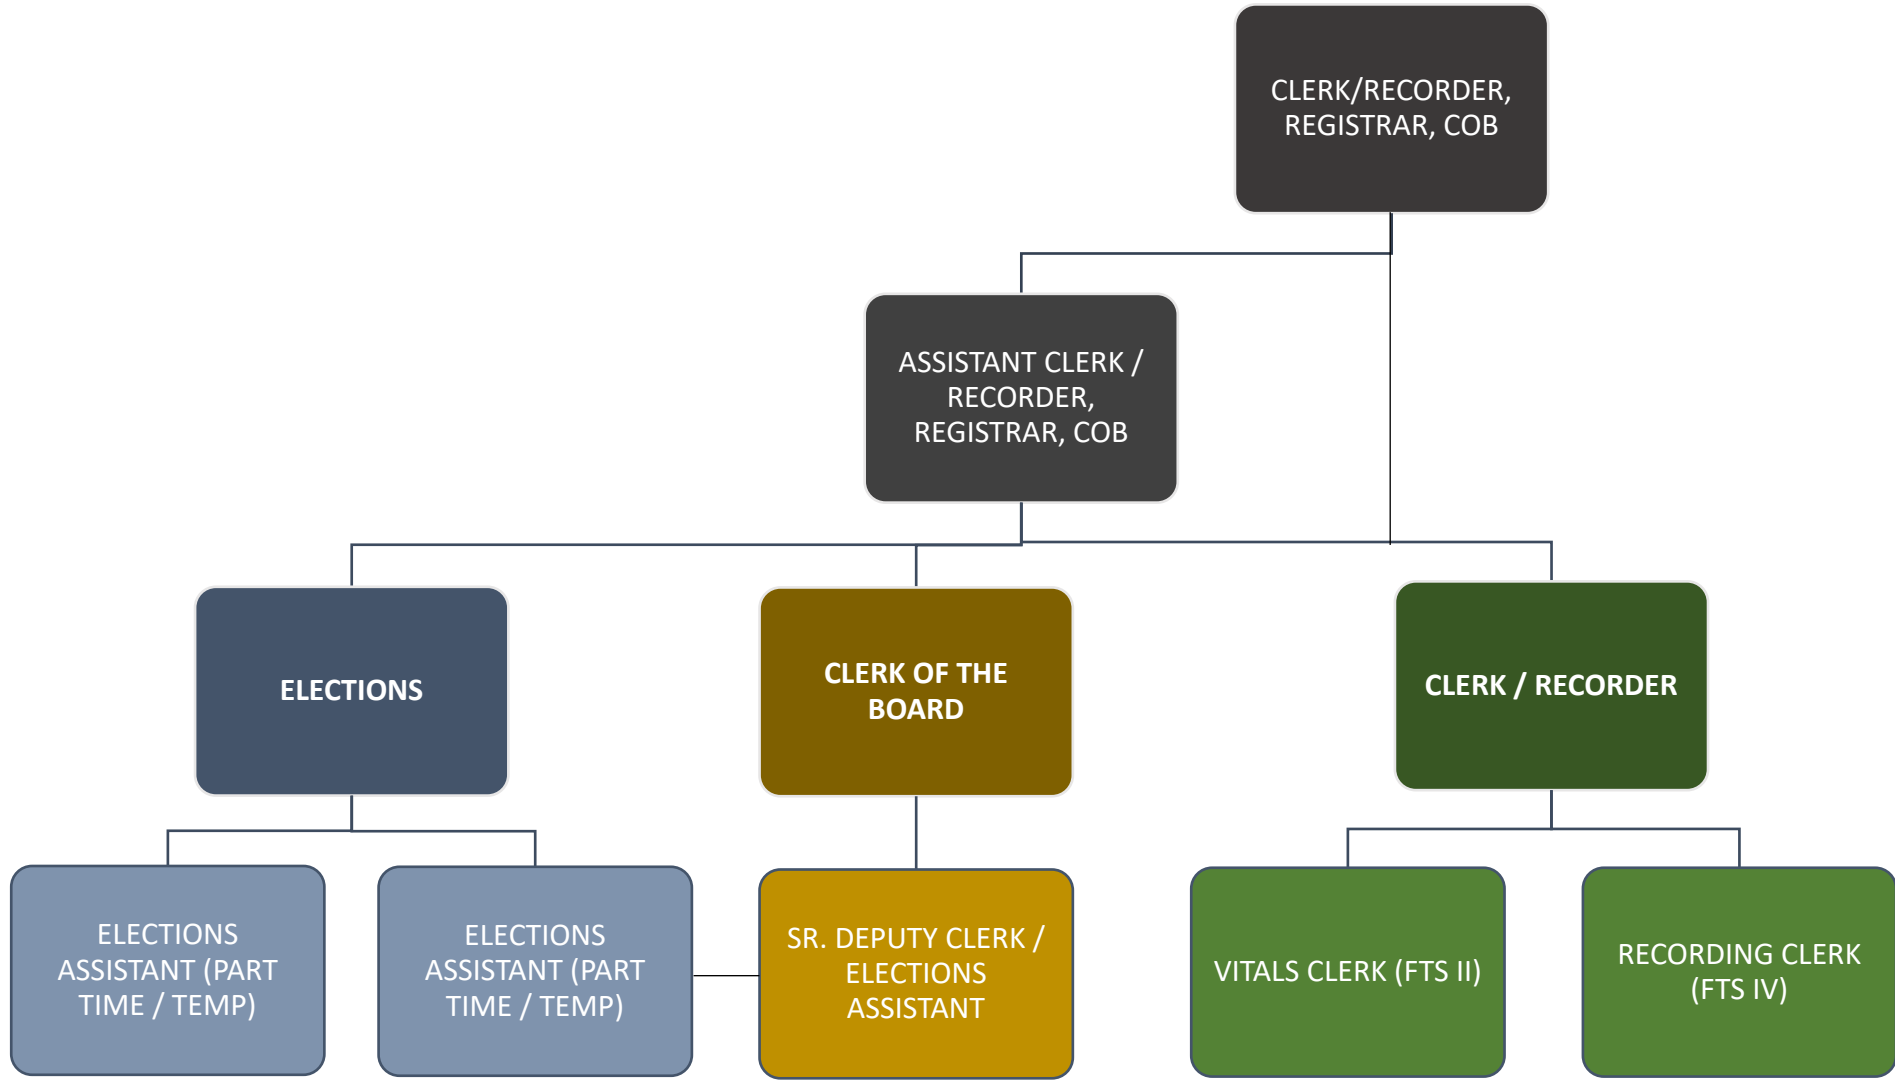 CLERK/RECORDER,
REGISTRAR, COB
ASSISTANT CLERK /
RECORDER,
REGISTRAR, COB
ELECTIONS
CLERK OF THE
BOARD
CLERK / RECORDER
ELECTIONS
ASSISTANT (PART
TIME / TEMP)
ELECTIONS
ASSISTANT (PART
TIME / TEMP)
SR. DEPUTY CLERK /
ELECTIONS
ASSISTANT
VITALS CLERK (FTS II)
RECORDING CLERK
(FTS IV)